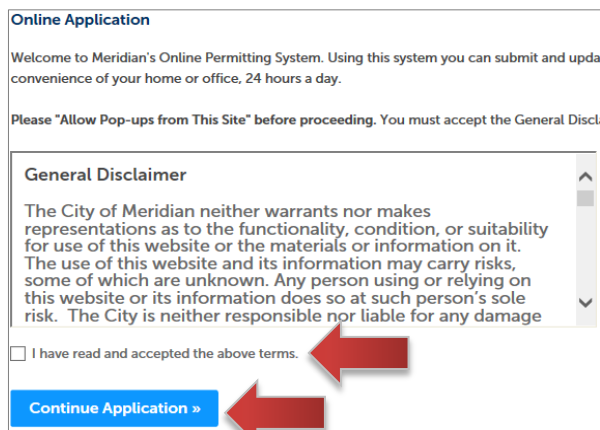 Online Application
Welcome to Meridian's Online Permitting System. Using this system you can submit and
convenience of your home or office, 24 hours a day.
Please "Allow Pop-ups from This Site" before proceeding. You must accept the General
General Disclaimer
The City of Meridian neither warrants nor makes
representations as to the functionality, condition, or suitability
for use of this website or the materials or information on it.
The use of this website and its information may carry risks,
some of which are unknown. Any person using or relying on
this website or its information does so at such person's sole
risk. The City is neither responsible nor liable for any damage
I have read and accepted the above terms.
Continue Application »